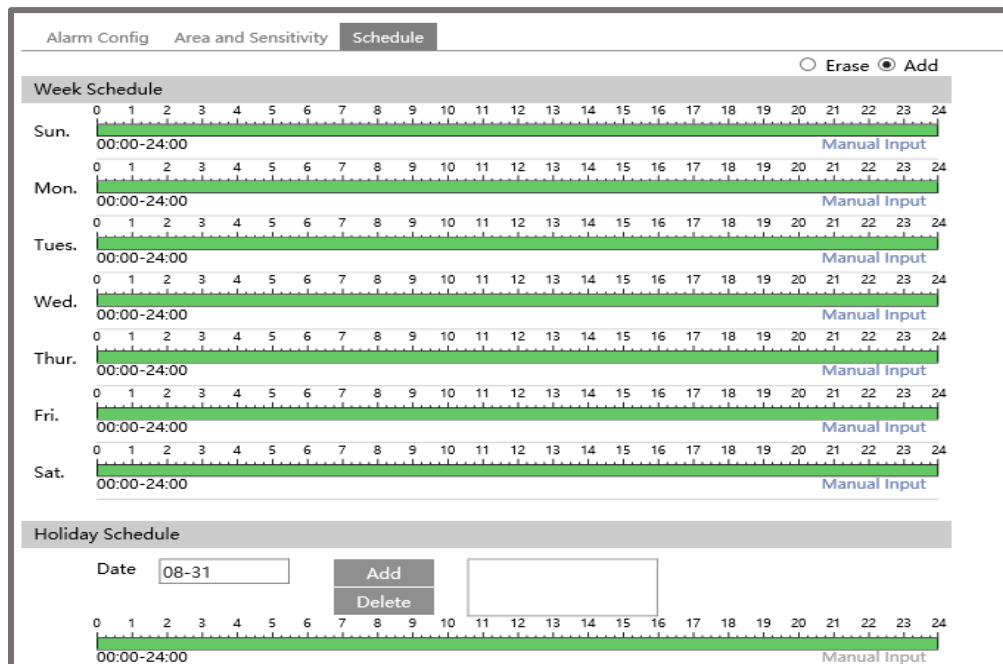 Alarm Config Area and Sensitivity Schedule
Erase Add
Week Schedule
0 1 2 3 4 5 6 7 8 9 10 11 12 13 14 15 16 17 18 19 20 21 22 23 24
Sun.
00:00-24:00 Manual Input
0 1 2 3 4 5 6 7 8 9 10 11 12 13 14 15 16 17 18 19 20 21 22 23 24
Mon.
00:00-24:00 Manual Input
0 1 2 3 4 5 6 7 8 9 10 11 12 13 14 15 16 17 18 19 20 21 22 23 24
Tues.
00:00-24:00 Manual Input
0 1 2 3 4 5 6 7 8 9 10 11 12 13 14 15 16 17 18 19 20 21 22 23 24
Wed.
00:00-24:00 Manual Input
0 1 2 3 4 5 6 7 8 9 10 11 12 13 14 15 16 17 18 19 20 21 22 23 24
Thur.
00:00-24:00 Manual Input
0 1 2 3 4 5 6 7 8 9 10 11 12 13 14 15 16 17 18 19 20 21 22 23 24
Fri.
00:00-24:00 Manual Input
0 1 2 3 4 5 6 7 8 9 10 11 12 13 14 15 16 17 18 19 20 21 22 23 24
Sat.
00:00-24:00 Manual Input
Holiday Schedule
Date 08-31 Add
Delete
0 1 2 3 4 5 6 7 8 9 10 11 12 13 14 15 16 17 18 19 20 21 22 23 24
00:00-24:00 Manual Input